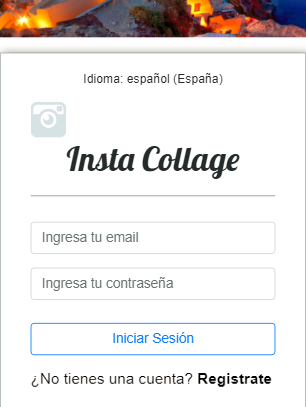 Idioma: español (España)
Insta Collage
Ingresa tu email
Ingresa tu contraseña
Iniciar Sesión
¿No tienes una cuenta? Registrate